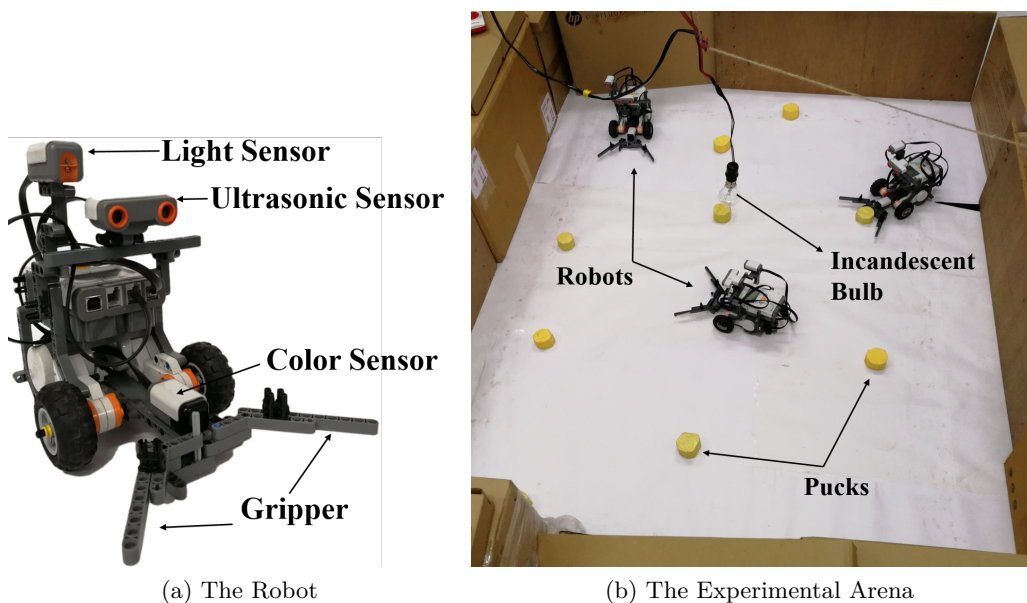 Light Sensor
Ultrasonic Sensor
Color Sensor
Gripper
(a) The Robot
hp
Robots
Incandescent
Bulb
Pucks
(b) The Experimental Arena